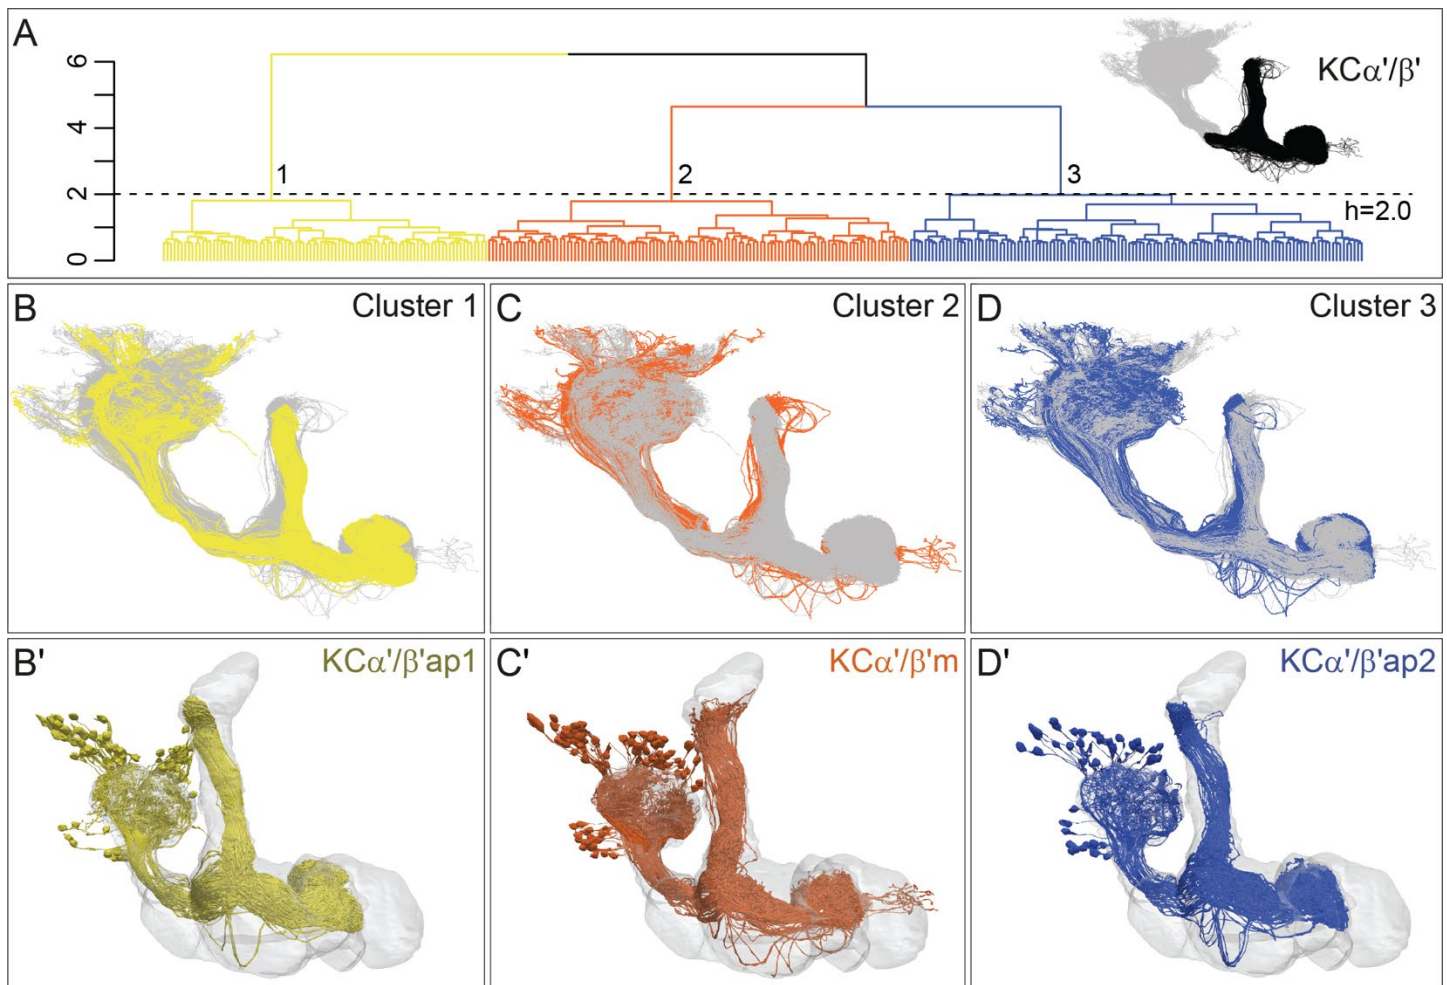 A
6
4
2
0
1
2
3
KCα'/β'
h=2.0
B
Cluster 1
C
Cluster 2
D
Cluster 3
B'
KCα'/β'ap1
C'
KCα'/β'm
D'
KCα'/β'ap2